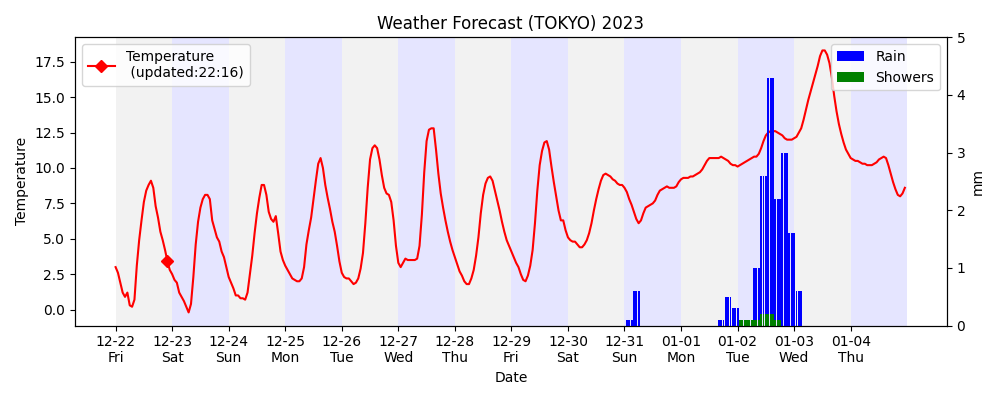 Weather Forecast (TOKYO) 2023
Temperature
(updated:22:16)
Rain
Showers
Temperature
17.5
15.0
12.5
10.0
7.5
5.0
2.5
0.0
5
4
3
2
1
0
mm
12-22 12-23 12-24 12-25 12-26 12-27 12-28 12-29 12-30 12-31 01-01 01-02 01-03 01-04
Fri Sat Sun Mon Tue Wed Thu Fri Sat Sun Mon Tue Wed Thu
Date